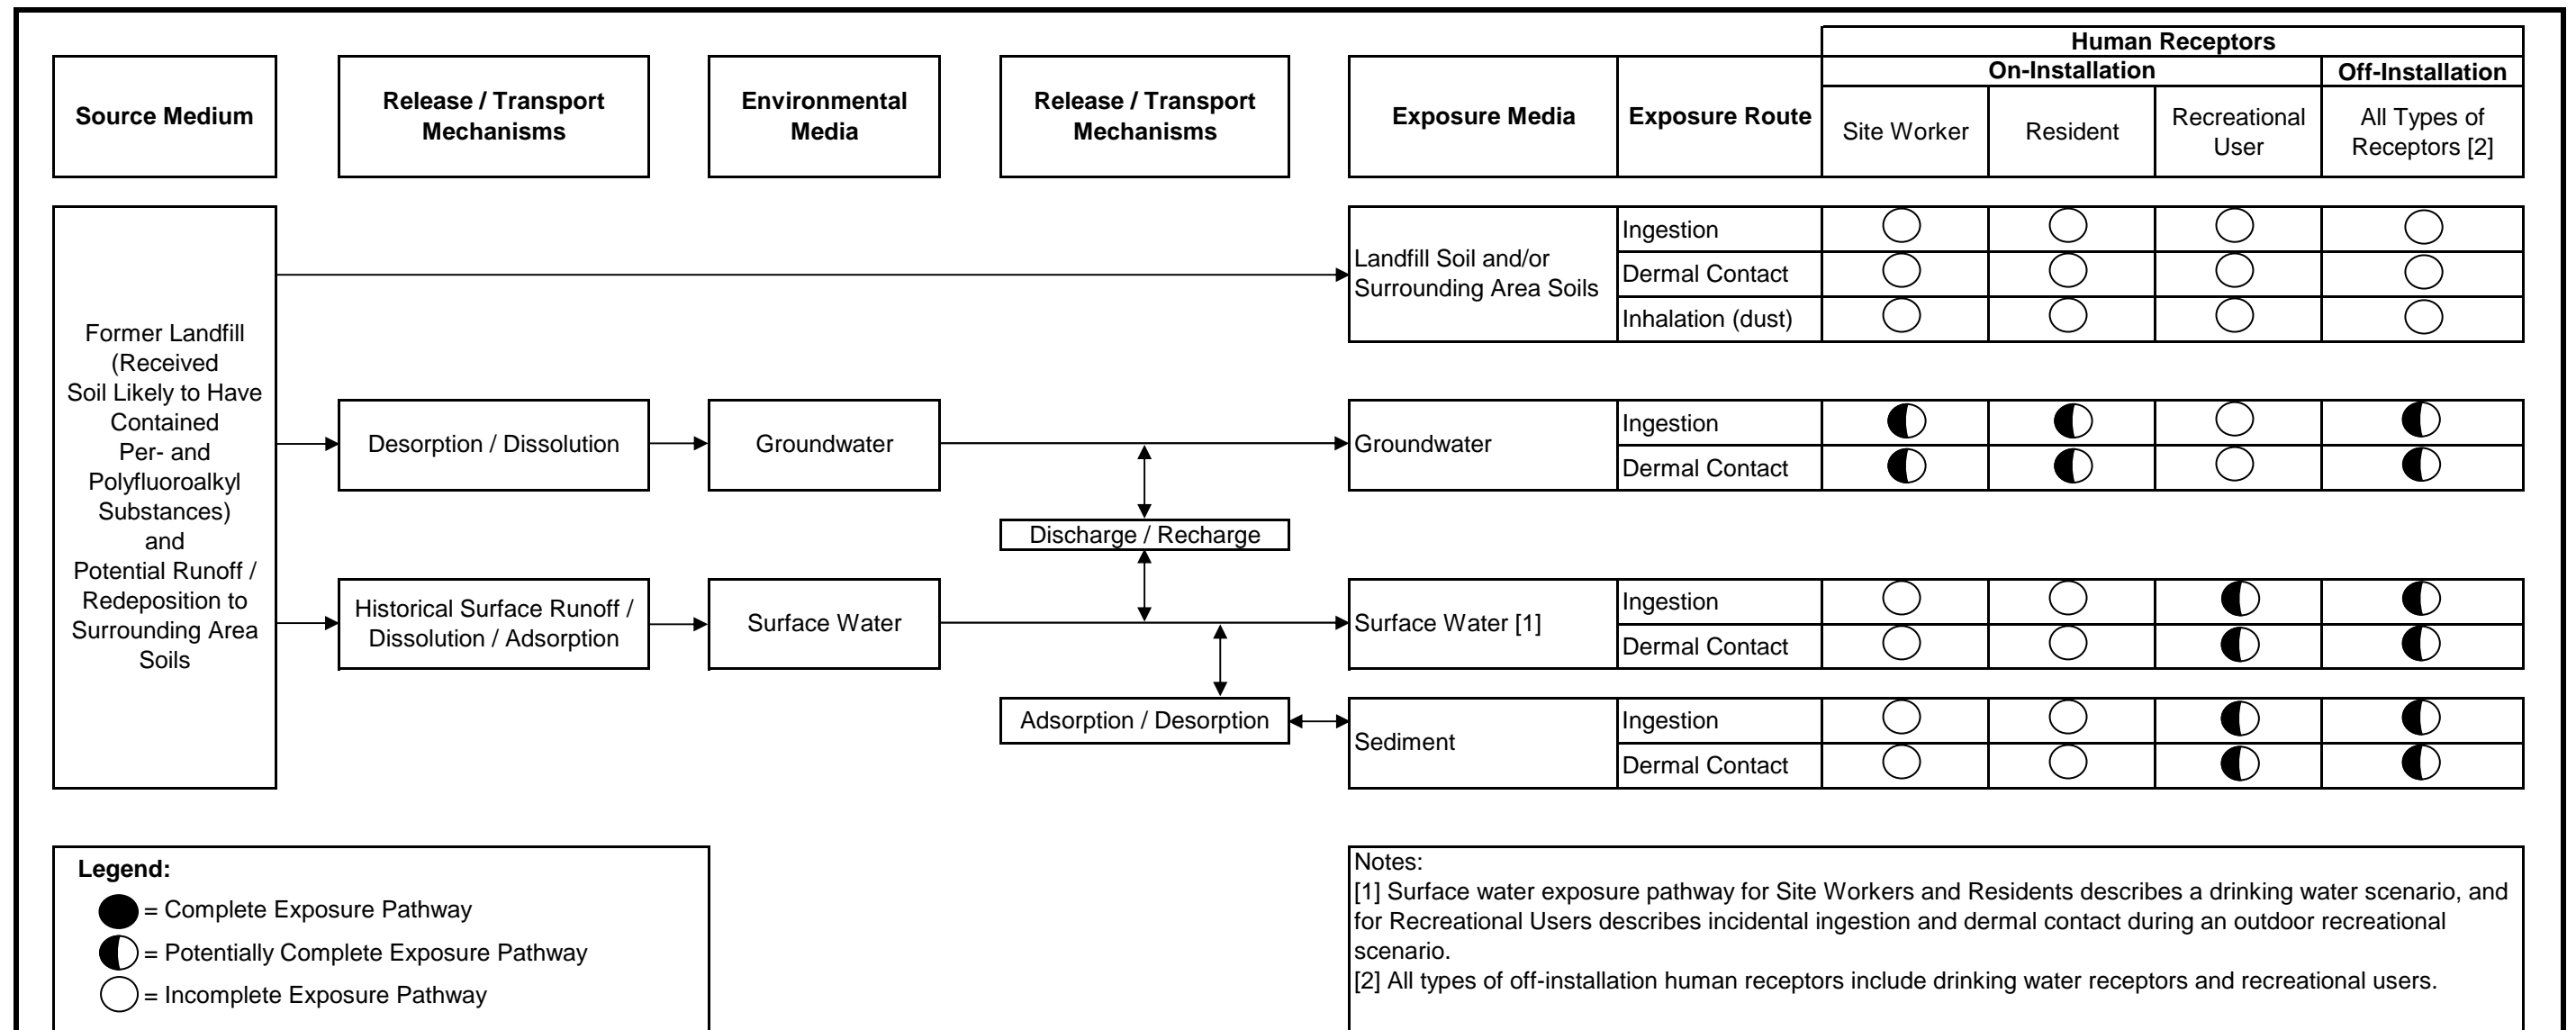 Human Receptors
On-Installation
Off-Installation
Source Medium
Release / Transport
Mechanisms
Environmental
Media
Release / Transport
Mechanisms
Exposure Media
Exposure Route
Site Worker
Resident
Recreational
User
All Types of
Receptors [2]
Former Landfill
(Received
Soil Likely to Have
Contained
Per- and
Polyfluoroalkyl
Substances)
and
Potential Runoff /
Redeposition to
Surrounding Area
Soils
Landfill Soil and/or
Surrounding Area Soils
Ingestion
Dermal Contact
Inhalation (dust)
Desorption / Dissolution
Groundwater
Groundwater
Ingestion
Dermal Contact
Discharge / Recharge
Historical Surface Runoff /
Dissolution / Adsorption
Surface Water
Surface Water [1]
Ingestion
Dermal Contact
Adsorption / Desorption
Sediment
Ingestion
Dermal Contact
Legend:
= Complete Exposure Pathway
= Potentially Complete Exposure Pathway
= Incomplete Exposure Pathway
Notes:
[1] Surface water exposure pathway for Site Workers and Residents describes a drinking water scenario, and
for Recreational Users describes incidental ingestion and dermal contact during an outdoor recreational
scenario.
[2] All types of off-installation human receptors include drinking water receptors and recreational users.